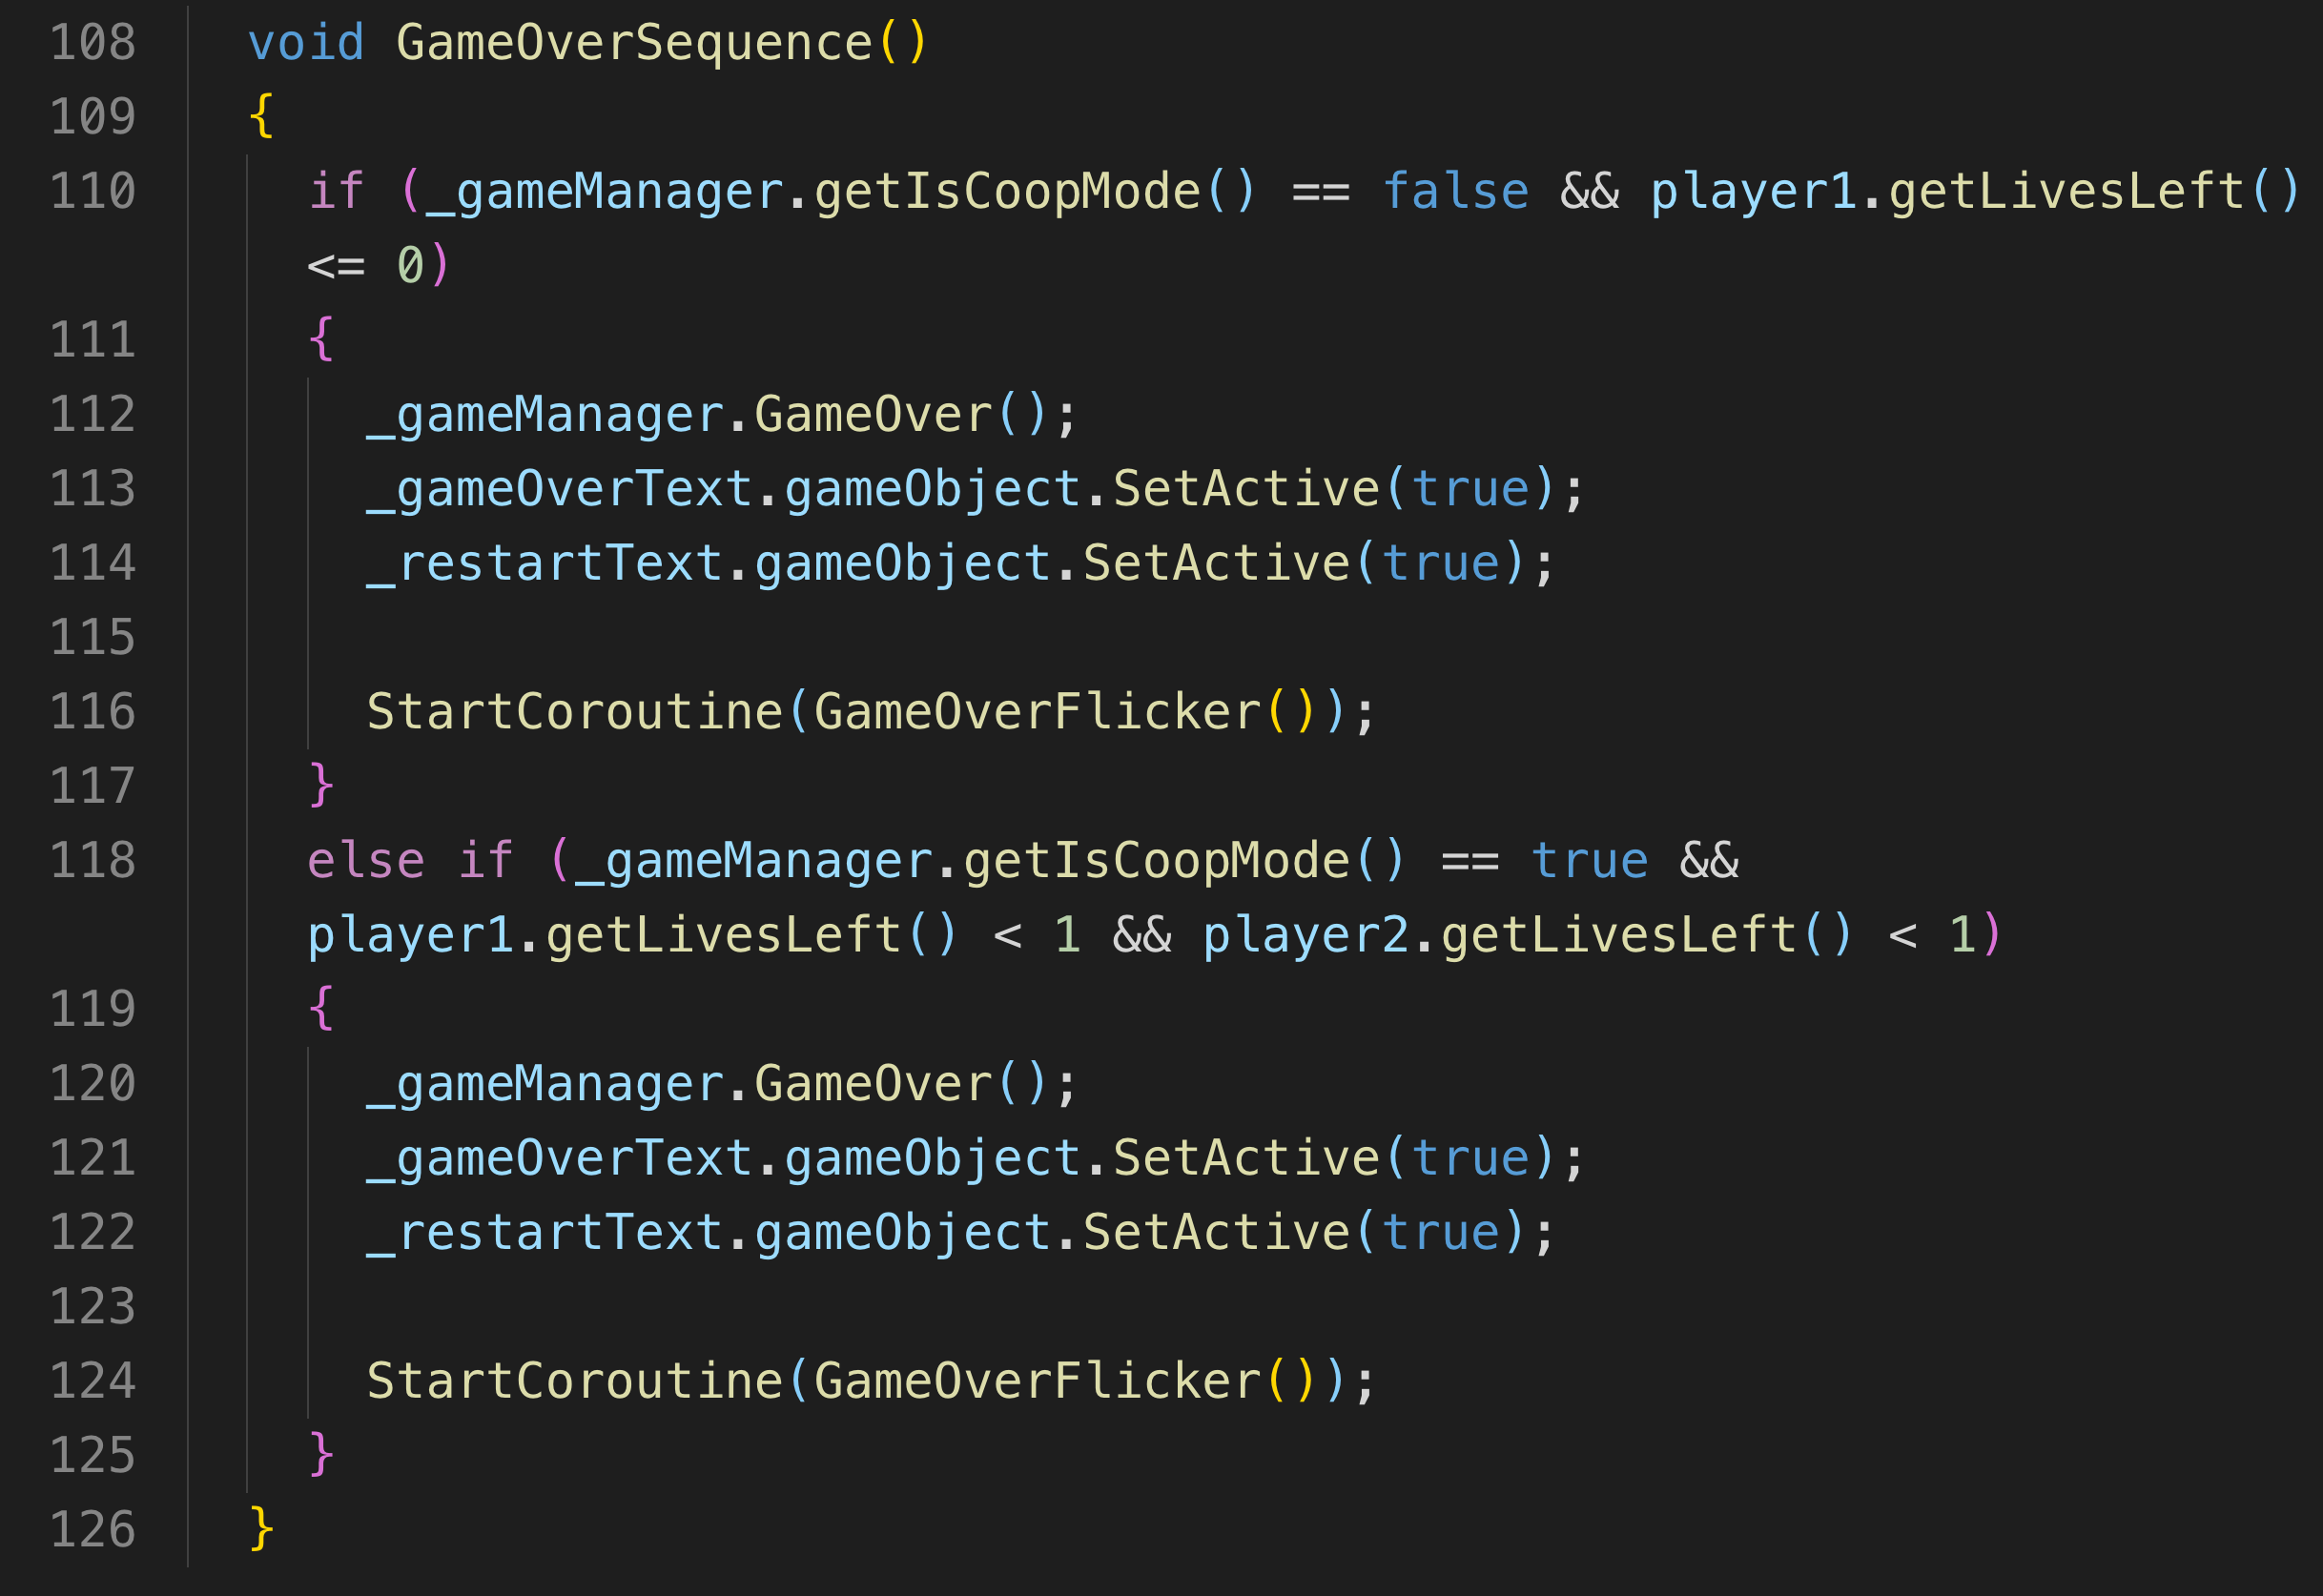 108 void GameOverSequence()
109 {
110 if (_gameManager.getIsCoopMode() == false && player1.getLivesLeft()
<= 0)
111 {
112 _gameManager.GameOver();
113 _gameOverText.gameObject.SetActive(true);
114 _restartText.gameObject.SetActive(true);
115
116 StartCoroutine(GameOverFlicker());
117 }
118 else if (_gameManager.getIsCoopMode() == true &&
player1.getLivesLeft() < 1 && player2.getLivesLeft() < 1)
119 {
120 _gameManager.GameOver();
121 _gameOverText.gameObject.SetActive(true);
122 _restartText.gameObject.SetActive(true);
123
124 StartCoroutine(GameOverFlicker());
125 }
126 }